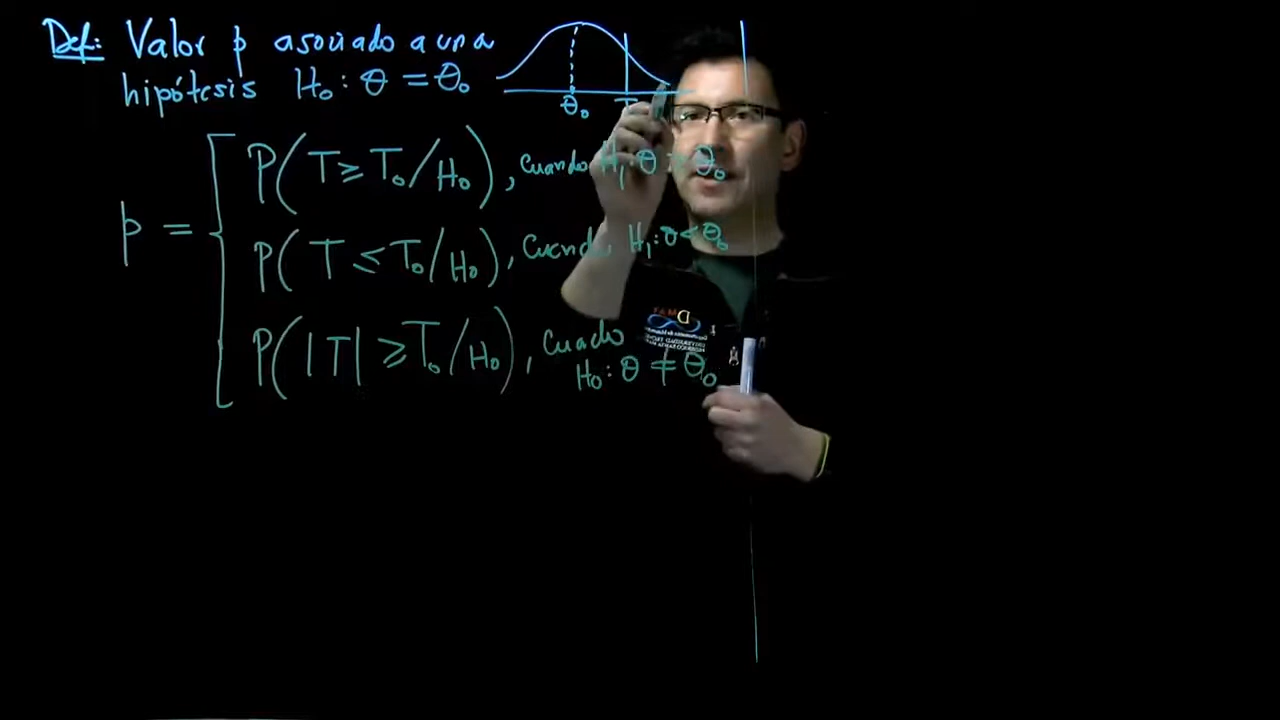 Def: Valor p asociado a una
hipótesis H₀: θ = θ₀
θ₀ T
p =
P(T ≥ T₀/H₀), cuando H₁: θ > θ₀
P(T ≤ T₀/H₀), cuando H₁: θ < θ₀
P(|T| ≥ T₀/H₀), cuado
H₀: θ ≠ θ₀